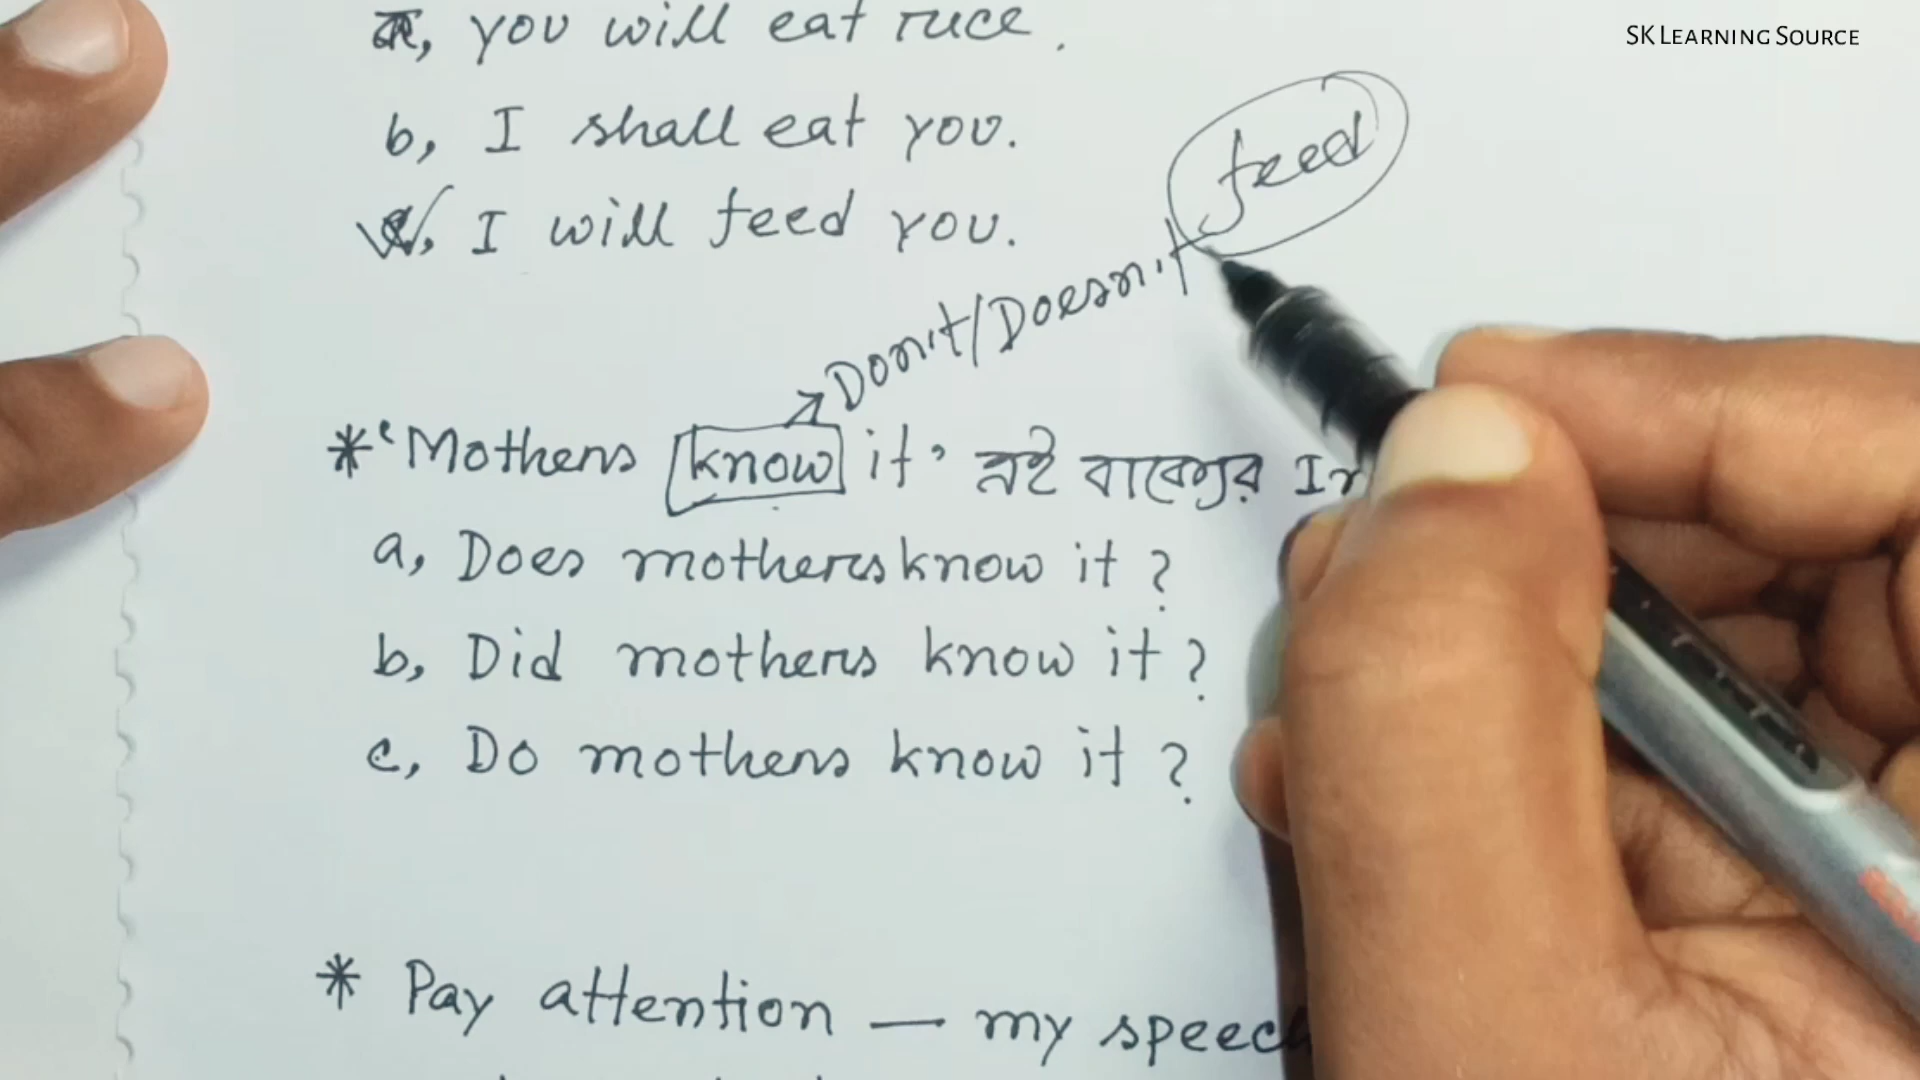 SK LEARNING SOURCE
a, you will eat rice.
b, I shall eat you.
feed
c, I will feed you.
Don't/Doesn't
* 'Mothers know it' এই বাক্যের In
a, Does mothers know it ?
b, Did mothers know it ?
c, Do mothers know it ?
* Pay attention — my speech